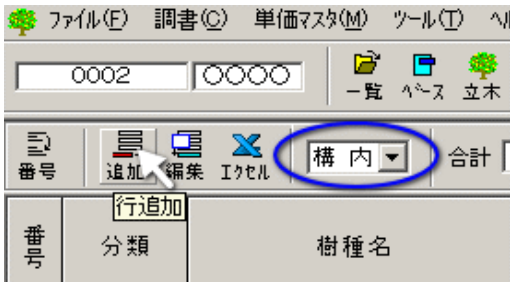 ファイル(F) 調書(C) 単価マスタ(M) ツール(T)
0002 〇〇〇〇 一覧 ベース 立木
番号 追加 編集 エクセル 構内 合計
行追加
番号 分類 樹種名